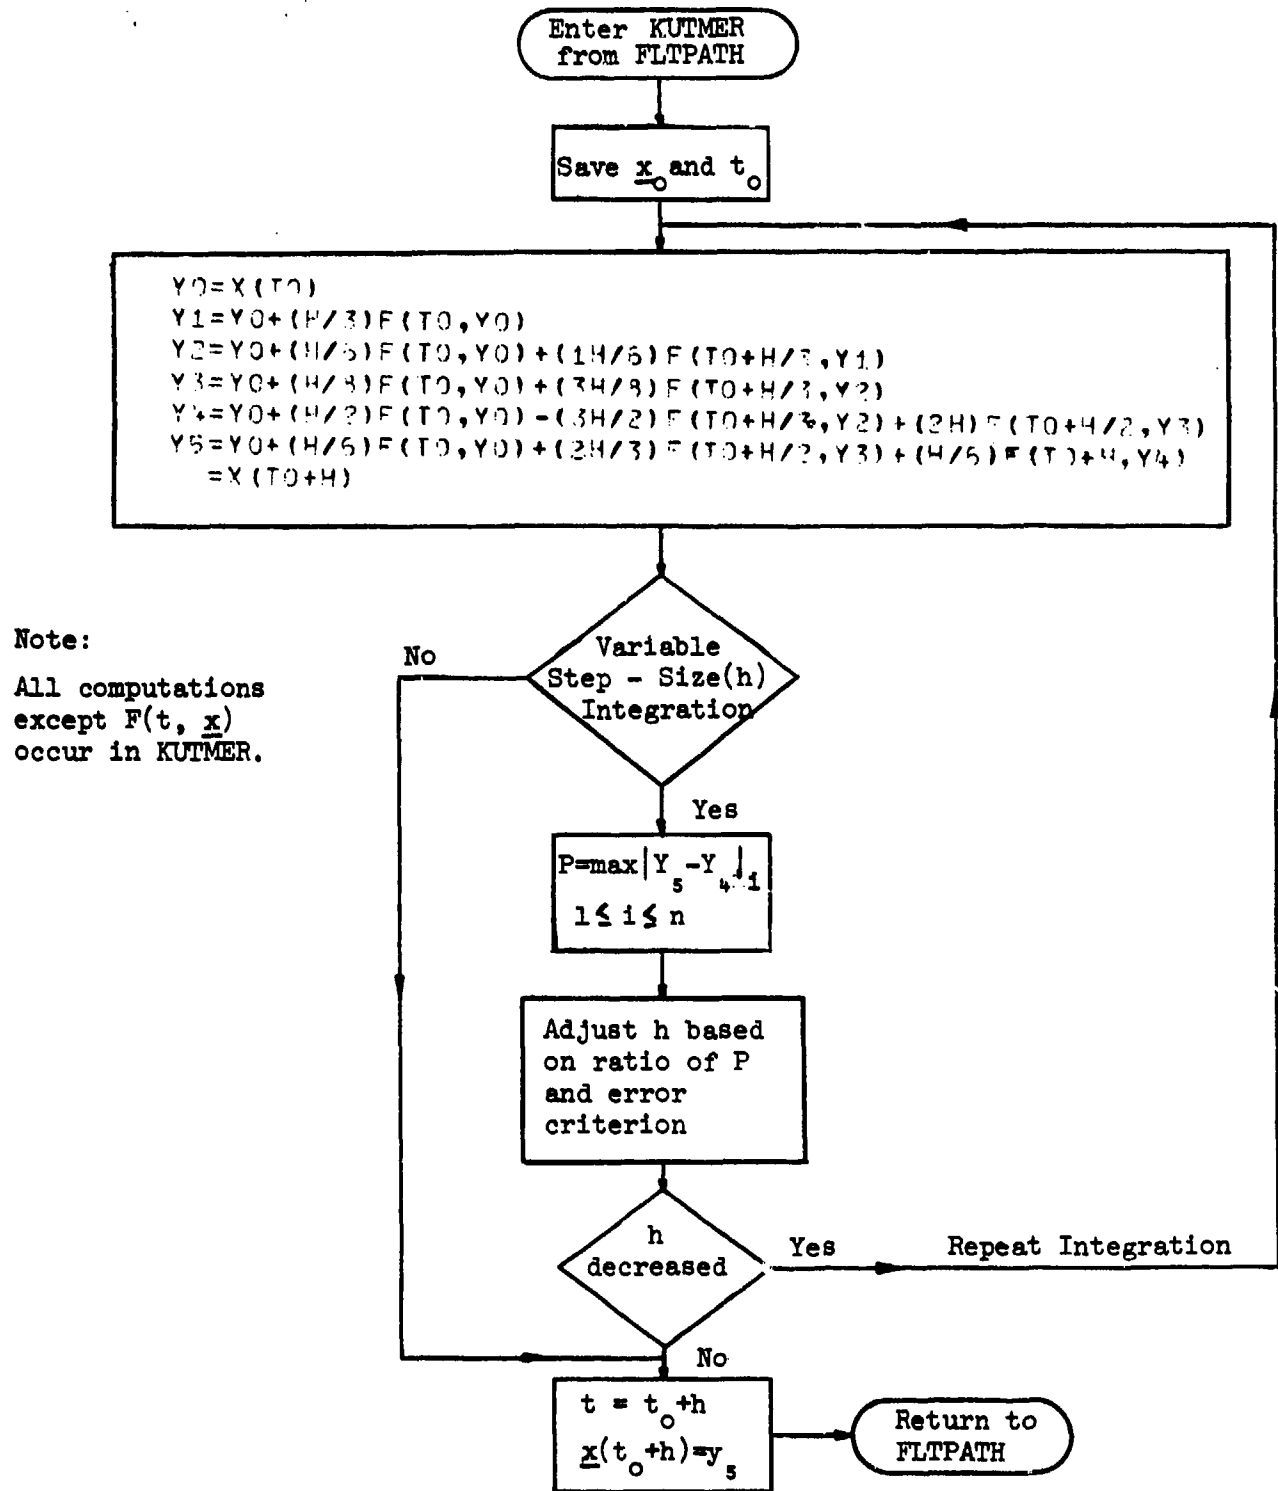 Enter KUTMER
from FLTPATH
Save x₀ and t₀
Y0=X(T0)
Y1=Y0+(H/3)F(T0,Y0)
Y2=Y0+(H/6)F(T0,Y0)+(1H/6)F(T0+H/3,Y1)
Y3=Y0+(H/8)F(T0,Y0)+(3H/8)F(T0+H/3,Y2)
Y4=Y0+(H/2)F(T0,Y0)-(3H/2)F(T0+H/3,Y2)+(2H)F(T0+H/2,Y3)
Y5=Y0+(H/6)F(T0,Y0)+(2H/3)F(T0+H/2,Y3)+(H/6)F(T0+H,Y4)
=X(T0+H)
Note:
All computations
except F(t, x)
occur in KUTMER.
No
Variable
Step - Size(h)
Integration
Yes
P=max|Y₅-Y₄|i
1≤ i≤ n
Adjust h based
on ratio of P
and error
criterion
h
decreased
Yes
Repeat Integration
No
t = t₀+h
x(t₀+h)=y₅
Return to
FLTPATH